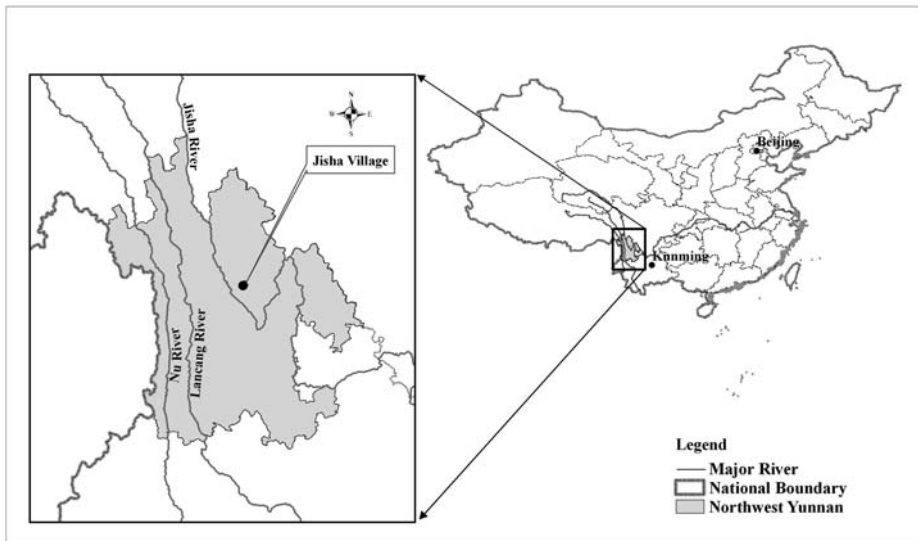 Jisha River
N
W E
S
Jisha Village
Nu River
Lancang River
Beijing
Kunming
Legend
Major River
National Boundary
Northwest Yunnan